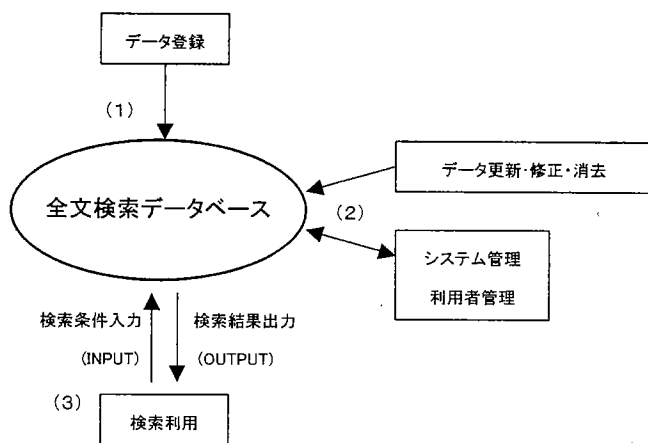 データ登録
(1)
全文検索データベース
データ更新・修正・消去
(2)
システム管理
利用者管理
検索条件入力
(INPUT)
検索結果出力
(OUTPUT)
(3)
検索利用